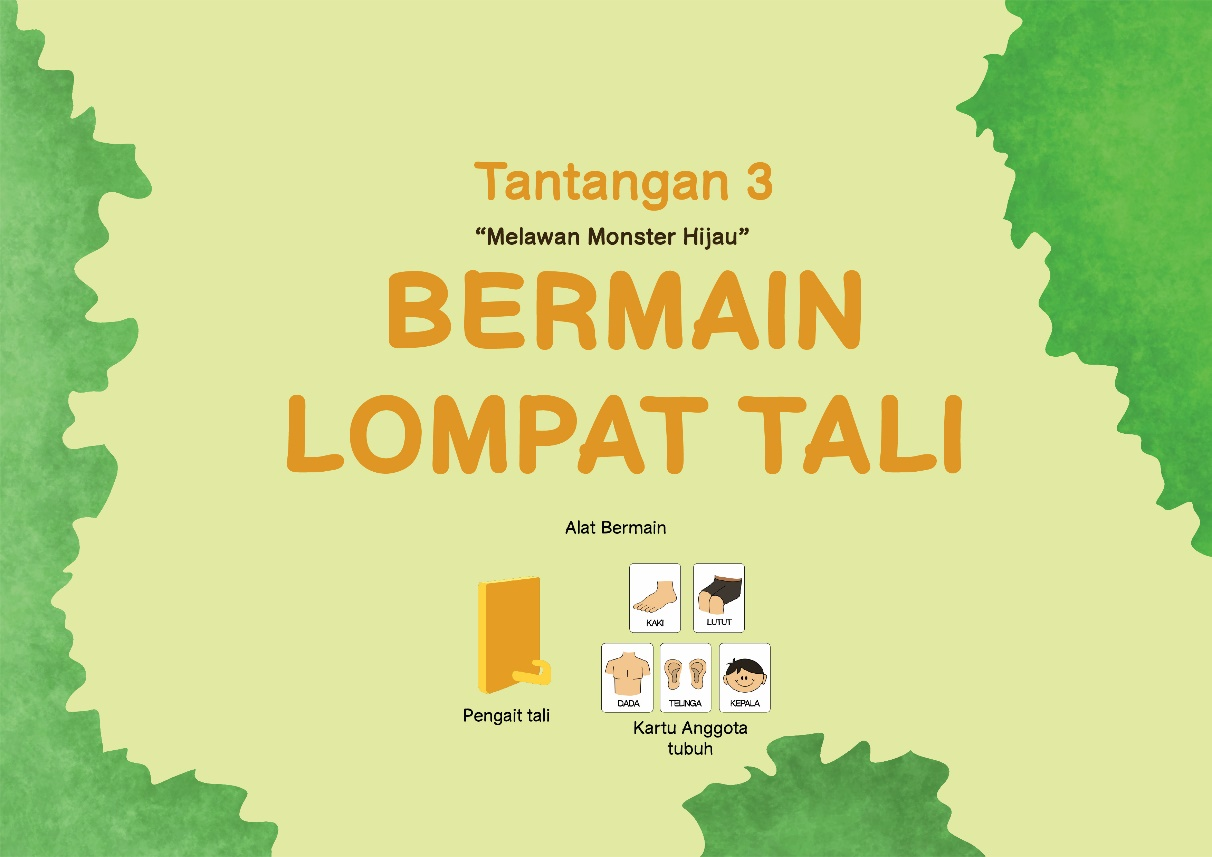 Tantangan 3
“Melawan Monster Hijau”
BERMAIN
LOMPAT TALI
Alat Bermain
KAKI
LUTUT
DADA
TELINGA
KEPALA
Pengait tali
Kartu Anggota
tubuh